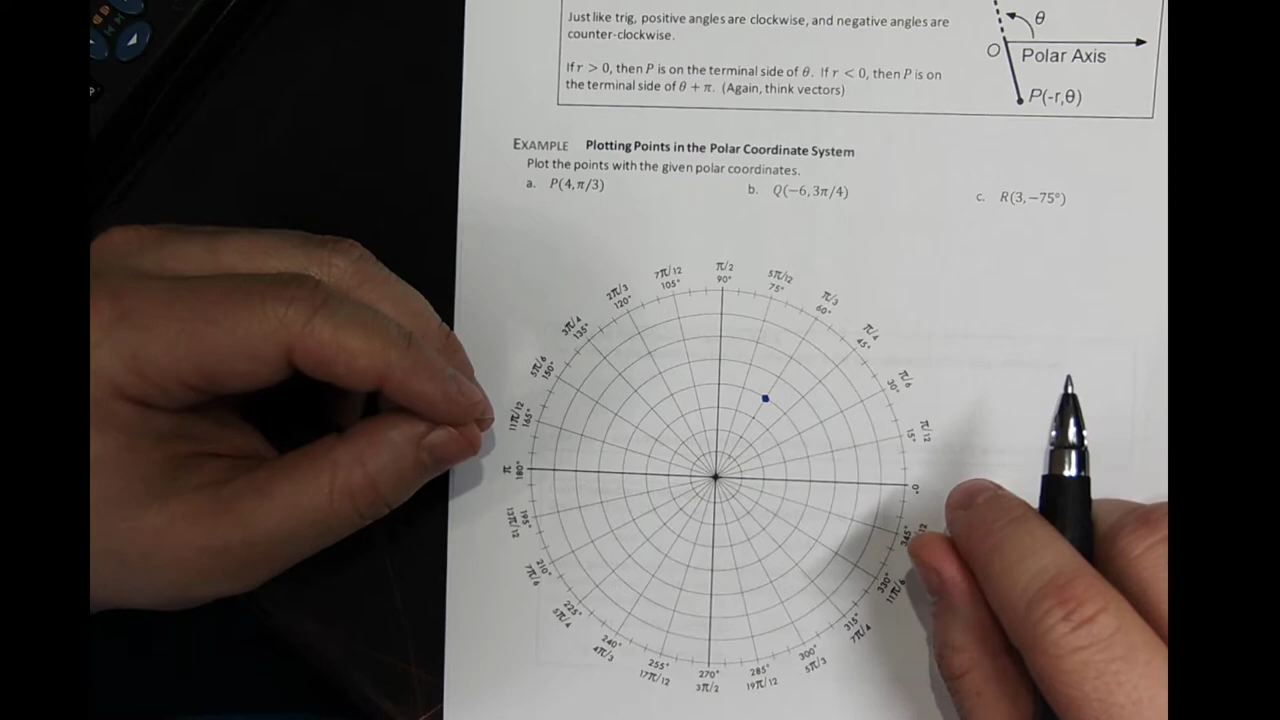 Just like trig, positive angles are clockwise, and negative angles are
counter-clockwise.
If r > 0, then P is on the terminal side of θ. If r < 0, then P is on
the terminal side of θ + π. (Again, think vectors)
θ
O
Polar Axis
P(-r,θ)
EXAMPLE Plotting Points in the Polar Coordinate System
Plot the points with the given polar coordinates.
a. P(4, π/3)
b. Q(−6, 3π/4)
c. R(3, −75°)
π/2
90°
5π/12
75°
π/3
60°
π/4
45°
π/6
30°
π/12
15°
0°
7π/12
105°
2π/3
120°
3π/4
135°
5π/6
150°
11π/12
165°
π
180°
195°
13π/12
210°
7π/6
225°
5π/4
240°
4π/3
255°
17π/12
270°
3π/2
285°
19π/12
300°
5π/3
315°
7π/4
330°
11π/6
345°
12